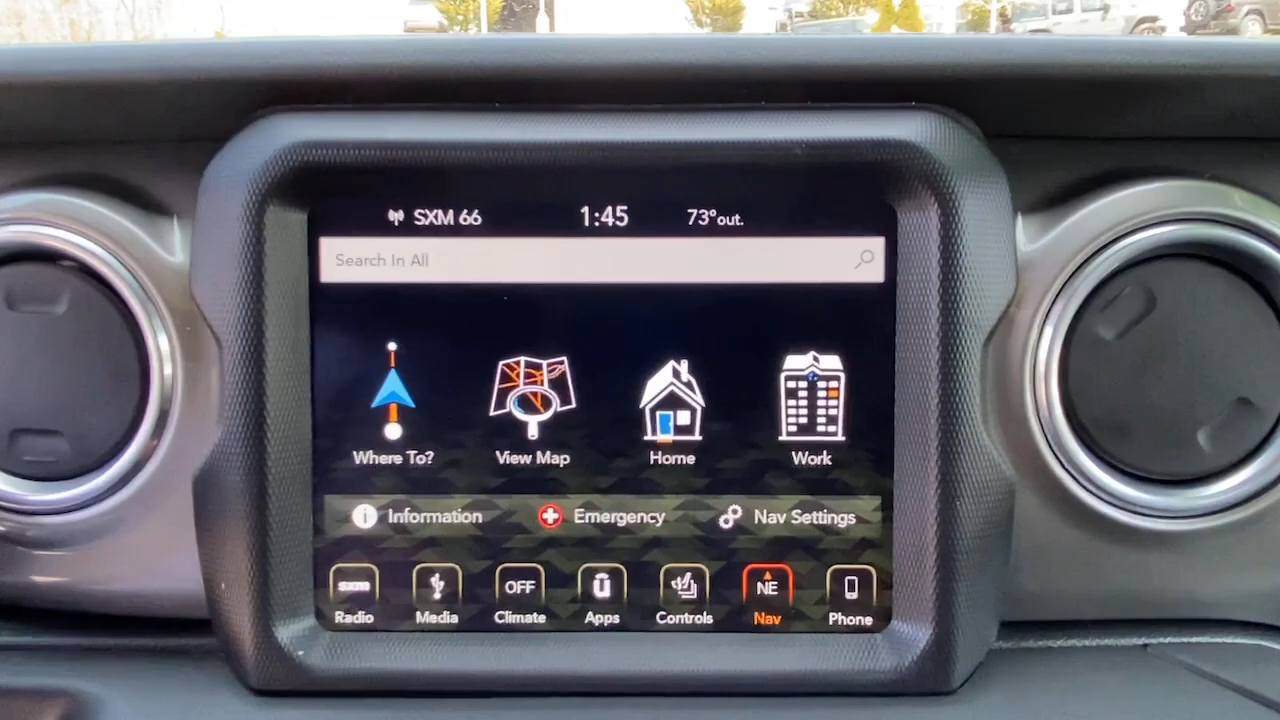 SXM 66 1:45 73°out.
Search In All
Where To? View Map Home Work
i Information Emergency Nav Settings
sxm OFF ū NE
Radio Media Climate Apps Controls Nav Phone